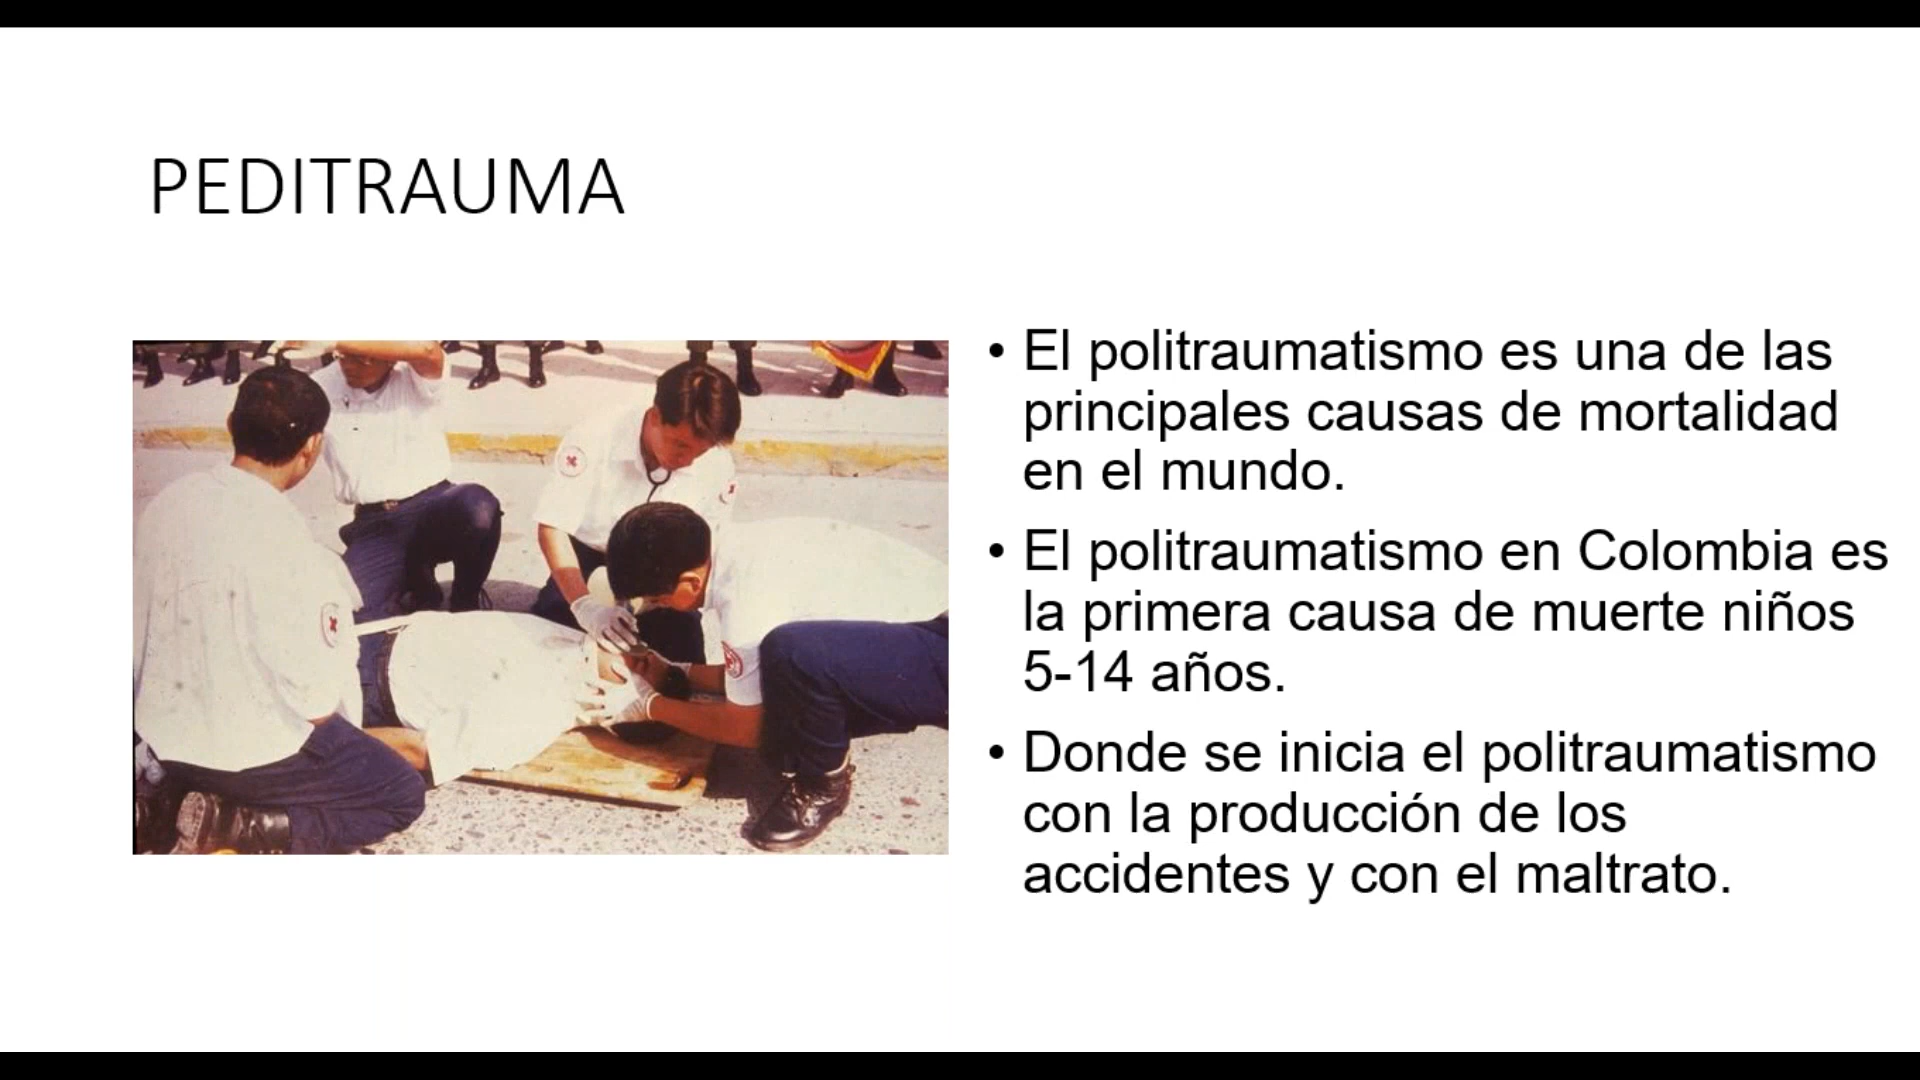 PEDITRAUMA
• El politraumatismo es una de las
principales causas de mortalidad
en el mundo.
• El politraumatismo en Colombia es
la primera causa de muerte niños
5-14 años.
• Donde se inicia el politraumatismo
con la producción de los
accidentes y con el maltrato.